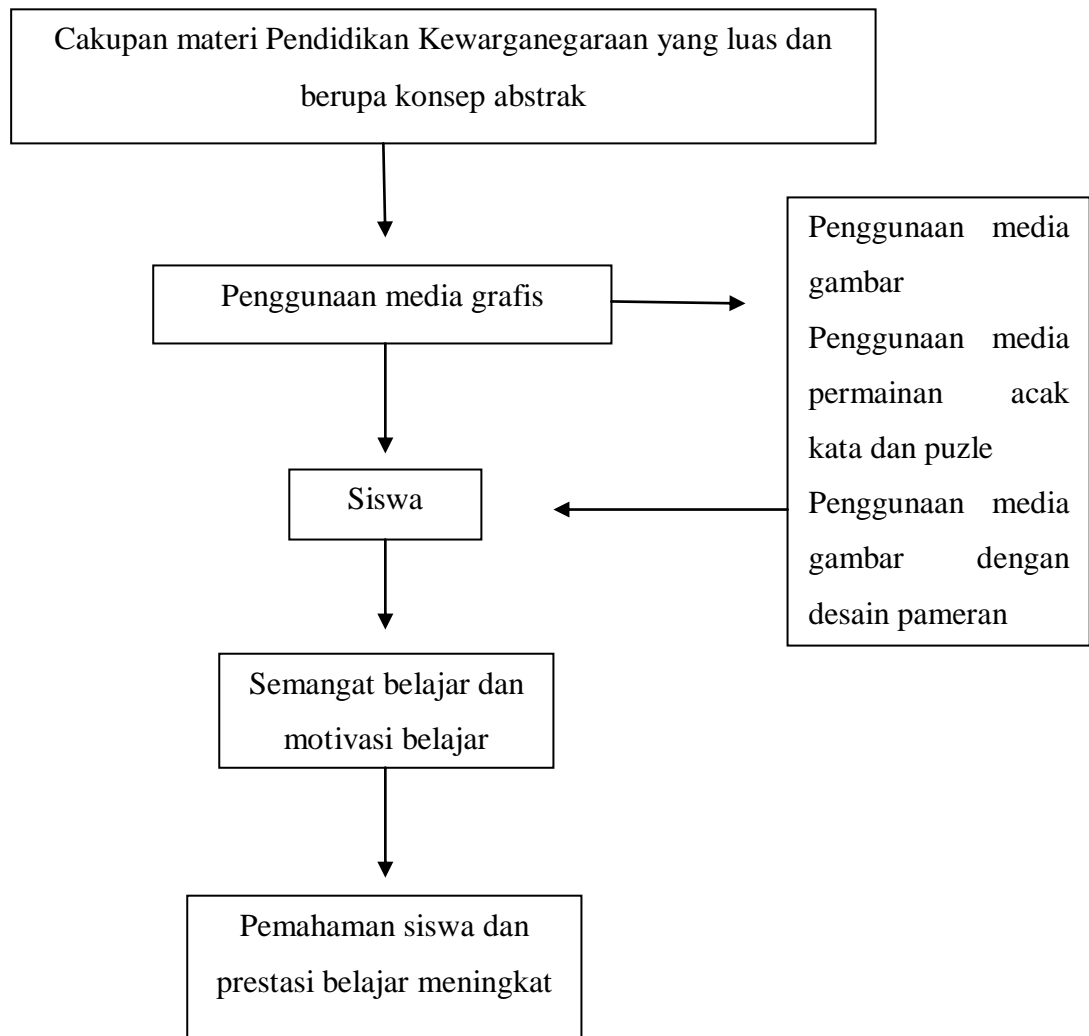 Cakupan materi Pendidikan Kewarganegaraan yang luas dan
berupa konsep abstrak
Penggunaan media grafis
Penggunaan media
gambar
Penggunaan media
permainan acak
kata dan puzle
Penggunaan media
gambar dengan
desain pameran
Siswa
Semangat belajar dan
motivasi belajar
Pemahaman siswa dan
prestasi belajar meningkat